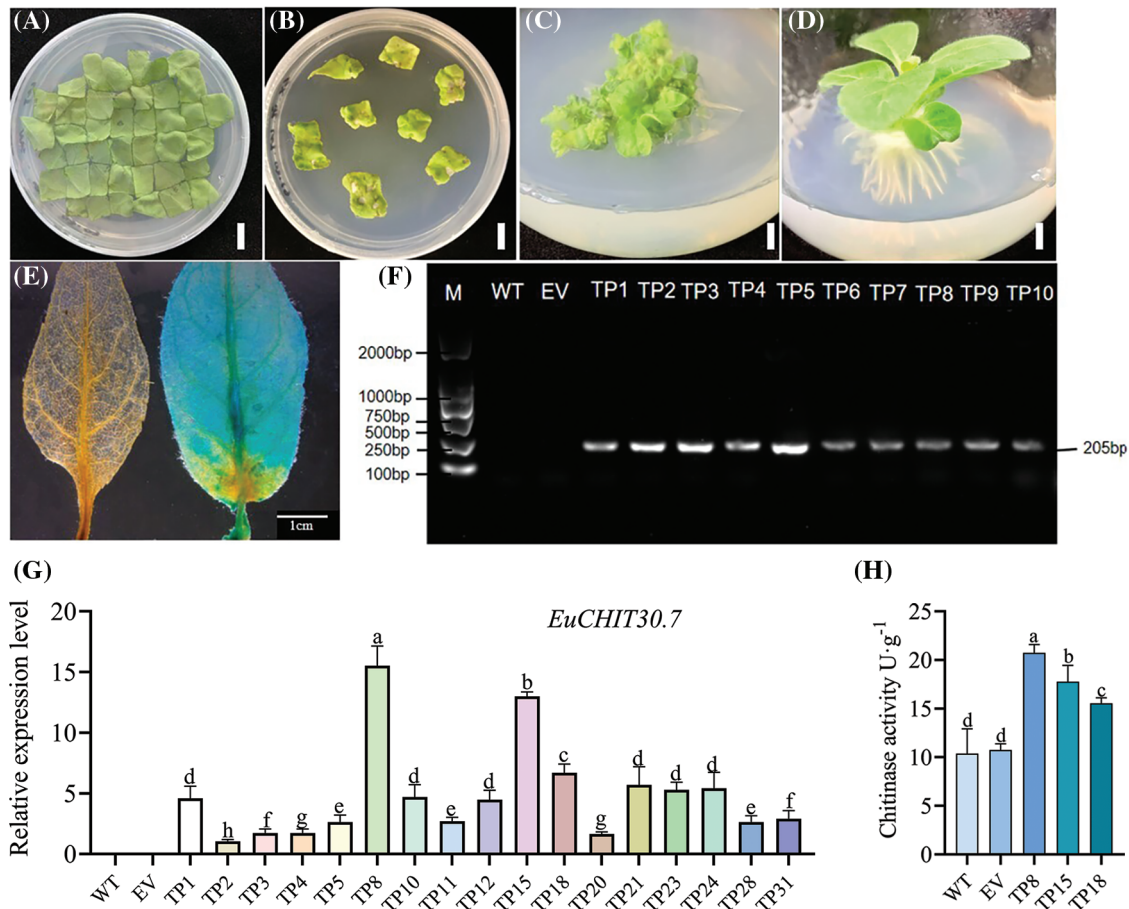 (A) (B) (C) (D)
(E) 1cm
(F)
M WT EV TP1 TP2 TP3 TP4 TP5 TP6 TP7 TP8 TP9 TP10
2000bp
1000bp
750bp
500bp
250bp
100bp
205bp
(G)
EuCHIT30.7
Relative expression level
20
15
10
5
0
d h f g e a d e d b c g d d d e f
WT EV TP1 TP2 TP3 TP4 TP5 TP8 TP10 TP11 TP12 TP15 TP18 TP20 TP21 TP23 TP24 TP28 TP31
(H)
Chitinase activity U·g⁻¹
25
20
15
10
5
0
d d a b c
WT EV TP8 TP15 TP18